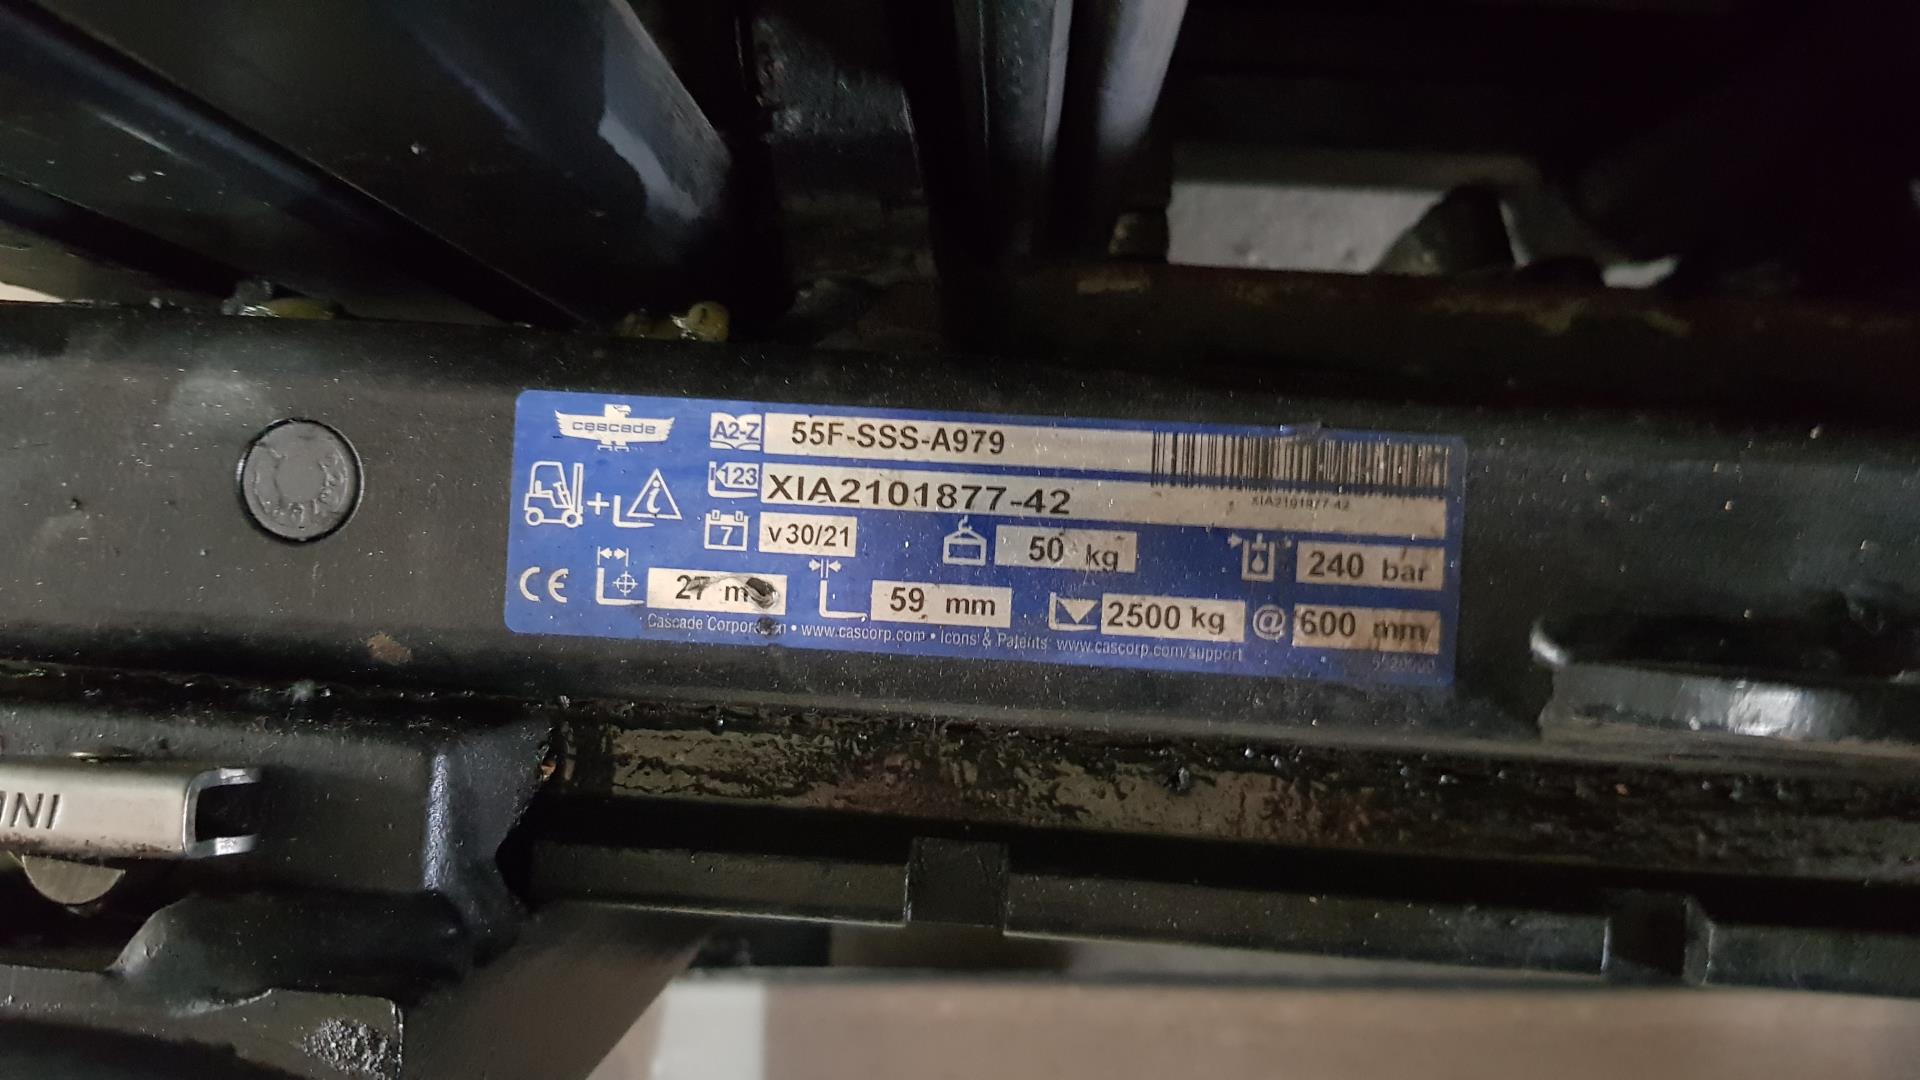 cascade
A2-Z 55F-SSS-A979
123 XIA2101877-42
XIA2101877-42
7 v30/21 50 kg 240 bar
CE 27 m 59 mm 2500 kg @ 600 mm
Cascade Corporation • www.cascorp.com • Icons & Patents: www.cascorp.com/support